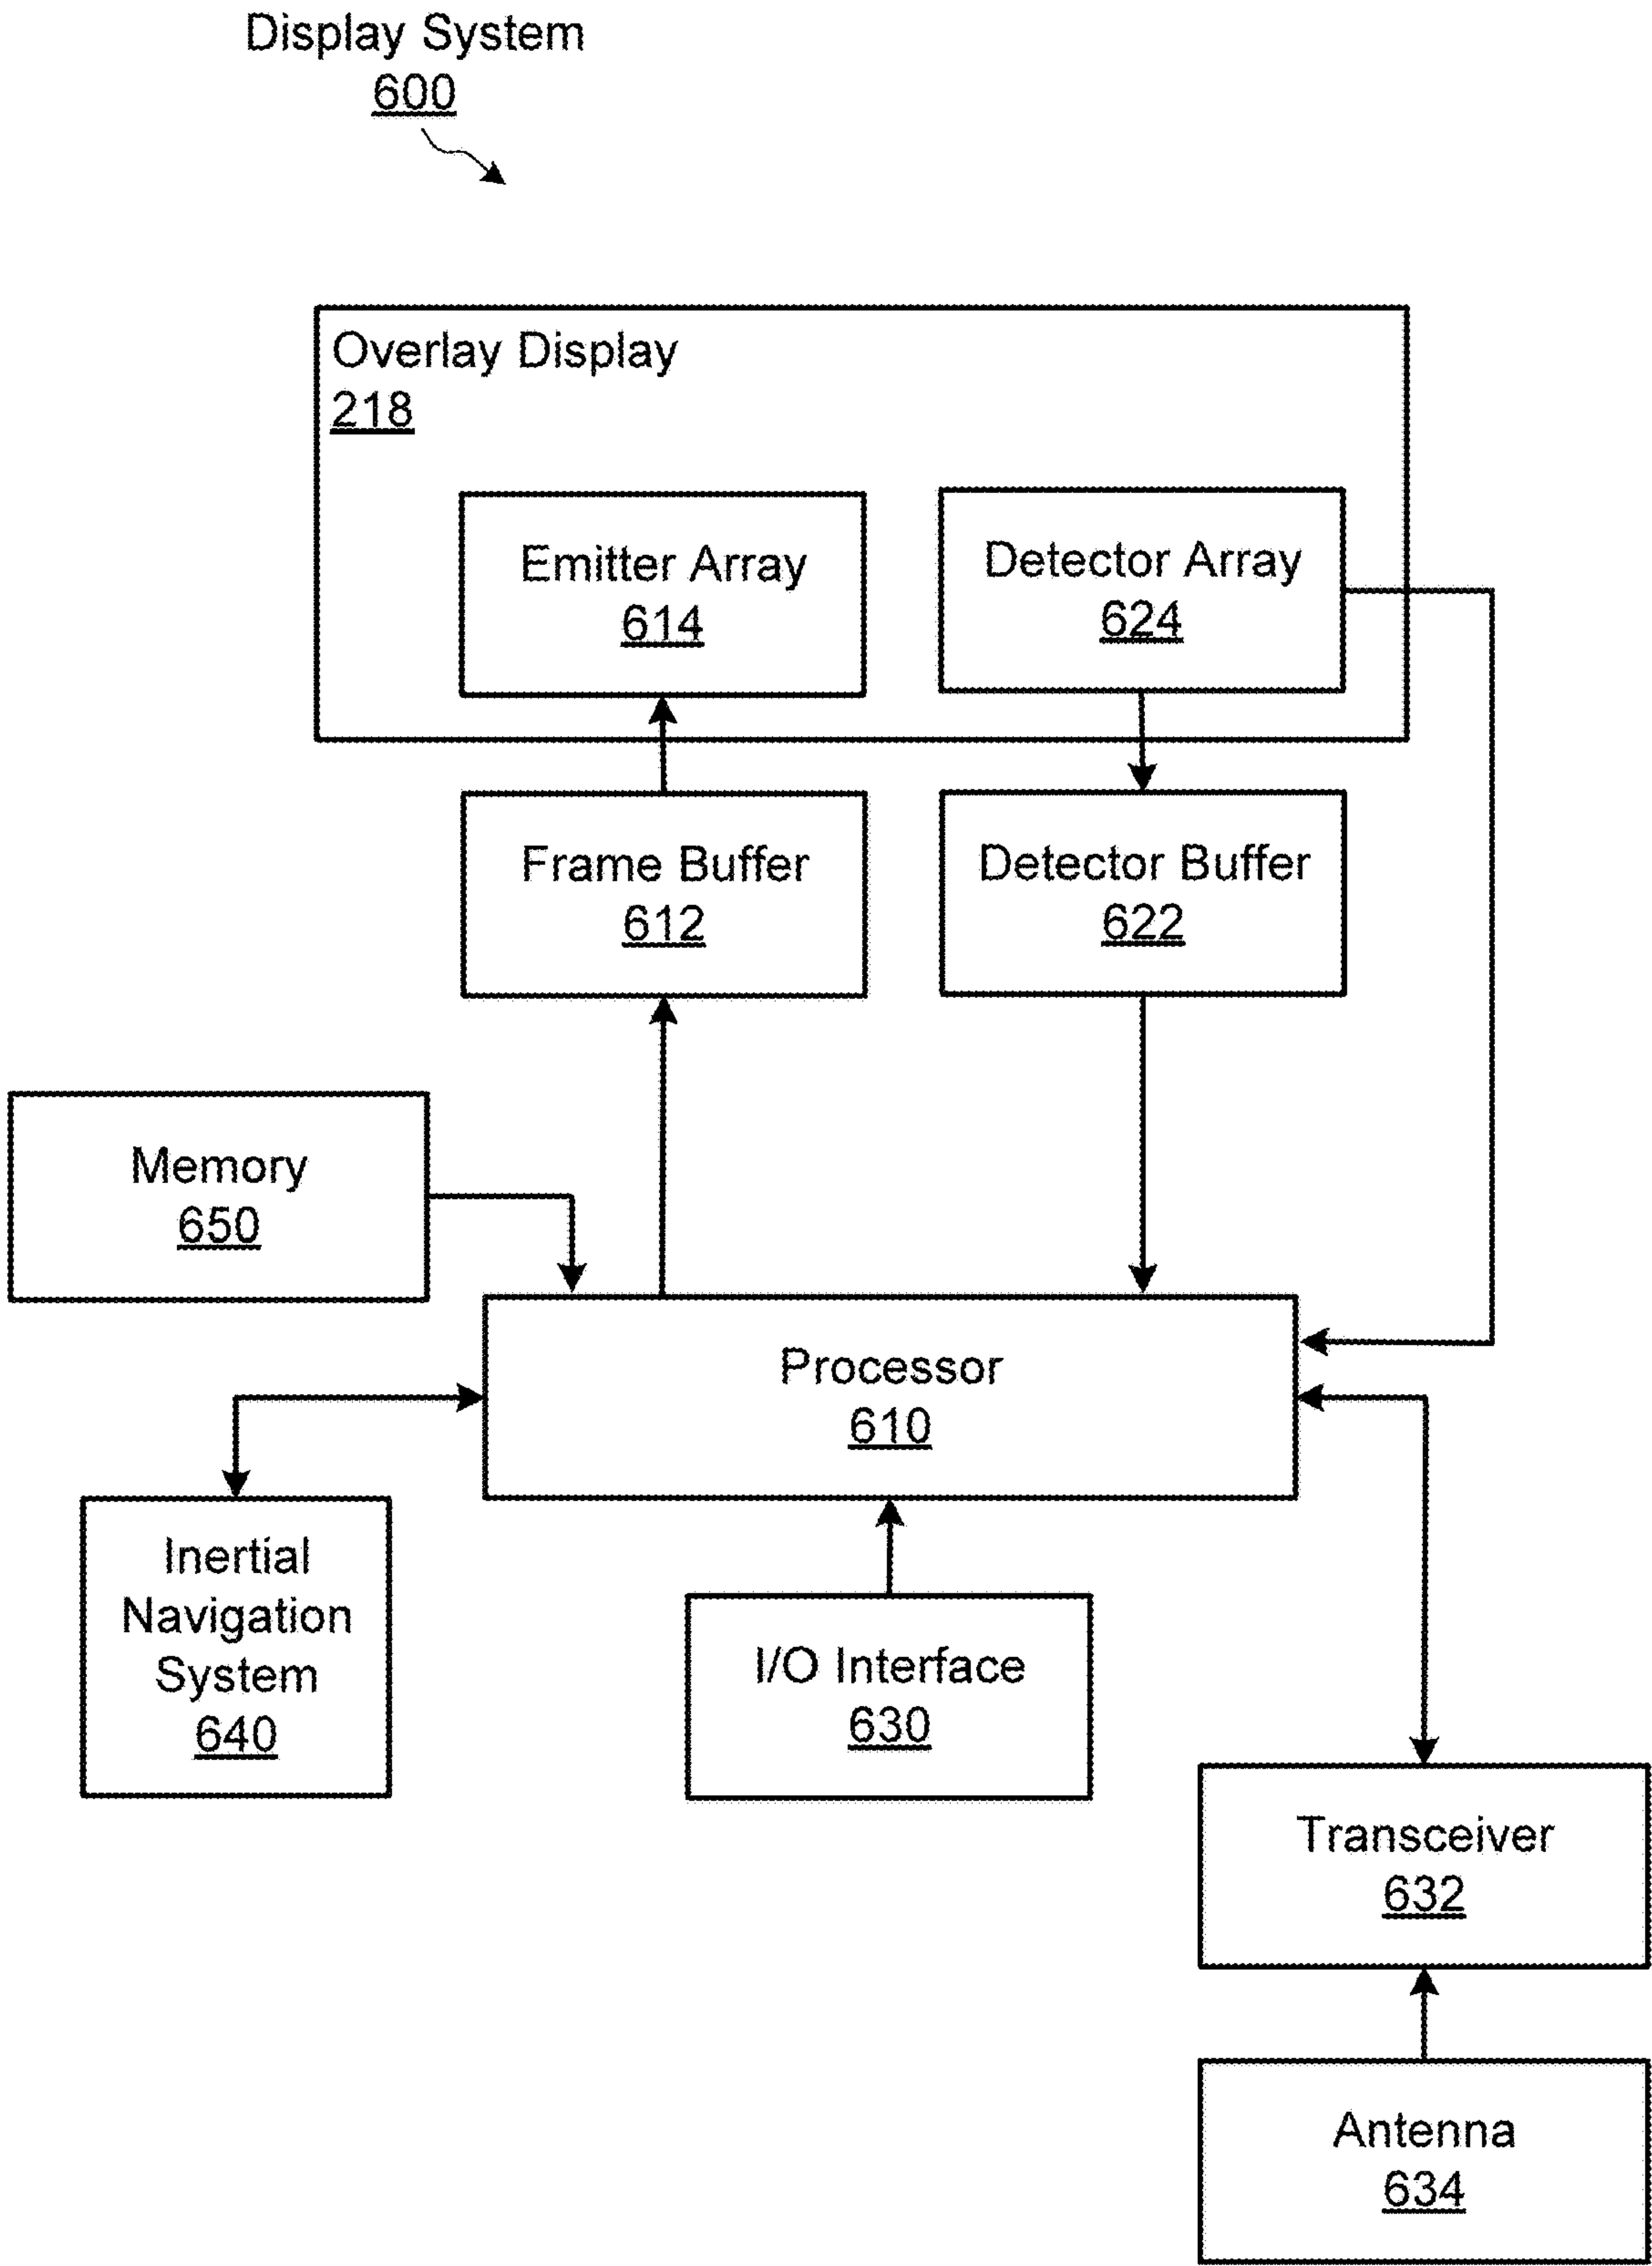 Display System
600
Overlay Display
218
Emitter Array
614
Detector Array
624
Frame Buffer
612
Detector Buffer
622
Memory
650
Processor
610
Inertial
Navigation
System
640
I/O Interface
630
Transceiver
632
Antenna
634